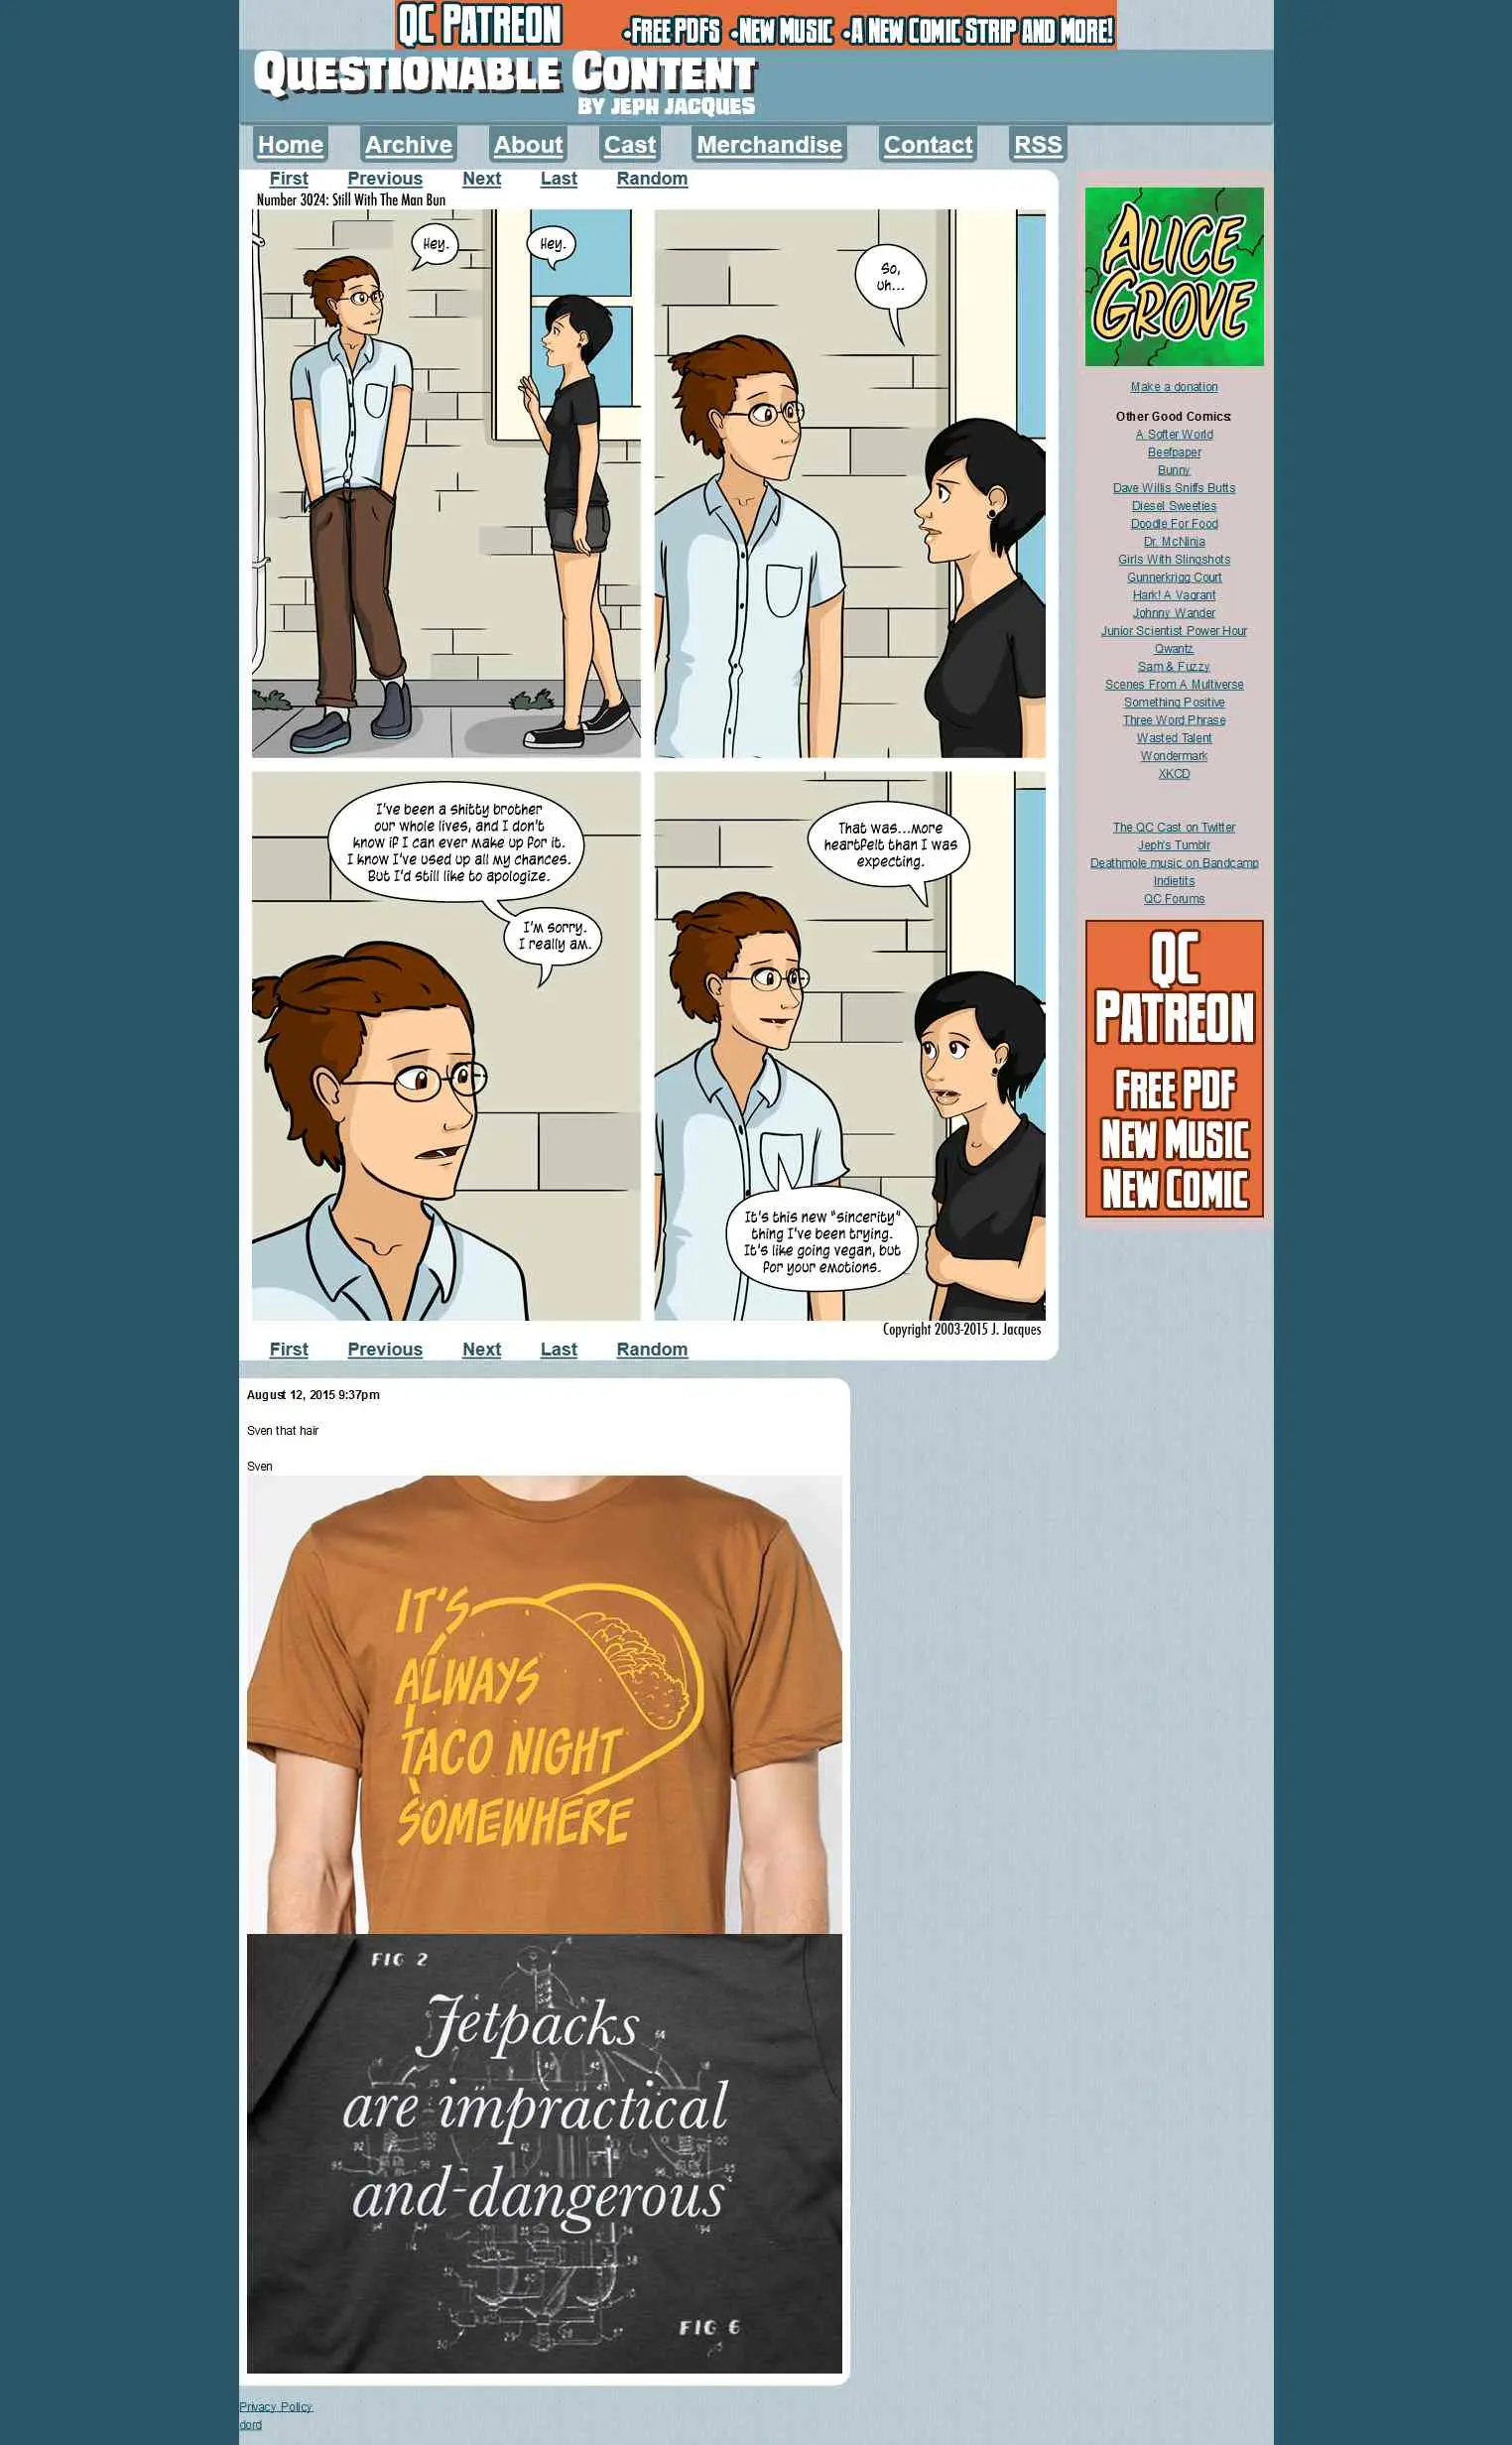 QC PATREON •FREE PDFS •NEW MUSIC •A NEW COMIC STRIP AND MORE!
QUESTIONABLE CONTENT
BY JEPH JACQUES
Home Archive About Cast Merchandise Contact RSS
First Previous Next Last Random
Number 3024: Still With The Man Bun
Hey.
Hey.
So,
uh...
I've been a shitty brother
our whole lives, and I don't
know if I can ever make up for it.
I know I've used up all my chances.
But I'd still like to apologize.
I'm sorry.
I really am.
That was...more
heartfelt than I was
expecting.
It's this new "sincerity"
thing I've been trying.
It's like going vegan, but
for your emotions.
Copyright 2003-2015 J. Jacques
First Previous Next Last Random
ALICE
GROVE
Make a donation
Other Good Comics:
A Softer World
Beefpaper
Bunny
Dave Willis Sniffs Butts
Diesel Sweeties
Doodle For Food
Dr. McNinja
Girls With Slingshots
Gunnerkrigg Court
Hark! A Vagrant
Johnny Wander
Junior Scientist Power Hour
Qwantz
Sam & Fuzzy
Scenes From A Multiverse
Something Positive
Three Word Phrase
Wasted Talent
Wondermark
XKCD
The QC Cast on Twitter
Jeph's Tumblr
Deathmole music on Bandcamp
Indietits
QC Forums
QC
PATREON
FREE PDF
NEW MUSIC
NEW COMIC
August 12, 2015 9:37pm
Sven that hair
Sven
IT'S
ALWAYS
TACO NIGHT
SOMEWHERE
FIG 2
Jetpacks
are impractical
and-dangerous
FIG 6
Privacy Policy
dord